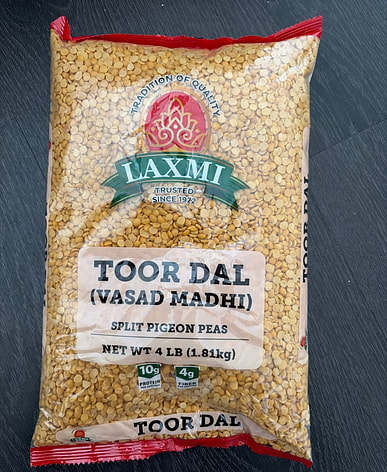 TRADITION OF QUALITY
LAXMI
TRUSTED
SINCE 1972
TOOR DAL
(VASAD MADHI)
SPLIT PIGEON PEAS
NET WT 4 LB (1.81kg)
10g 4g
PROTEIN FIBER
TOOR DAL
TOOR DAL